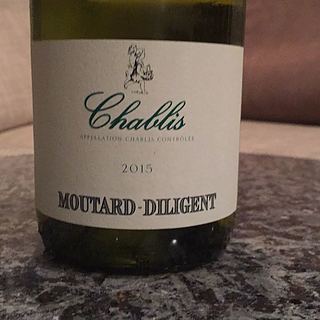 Chablis
APPELLATION CHABLIS CONTRÔLÉE
2015
MOUTARD-DILIGENT